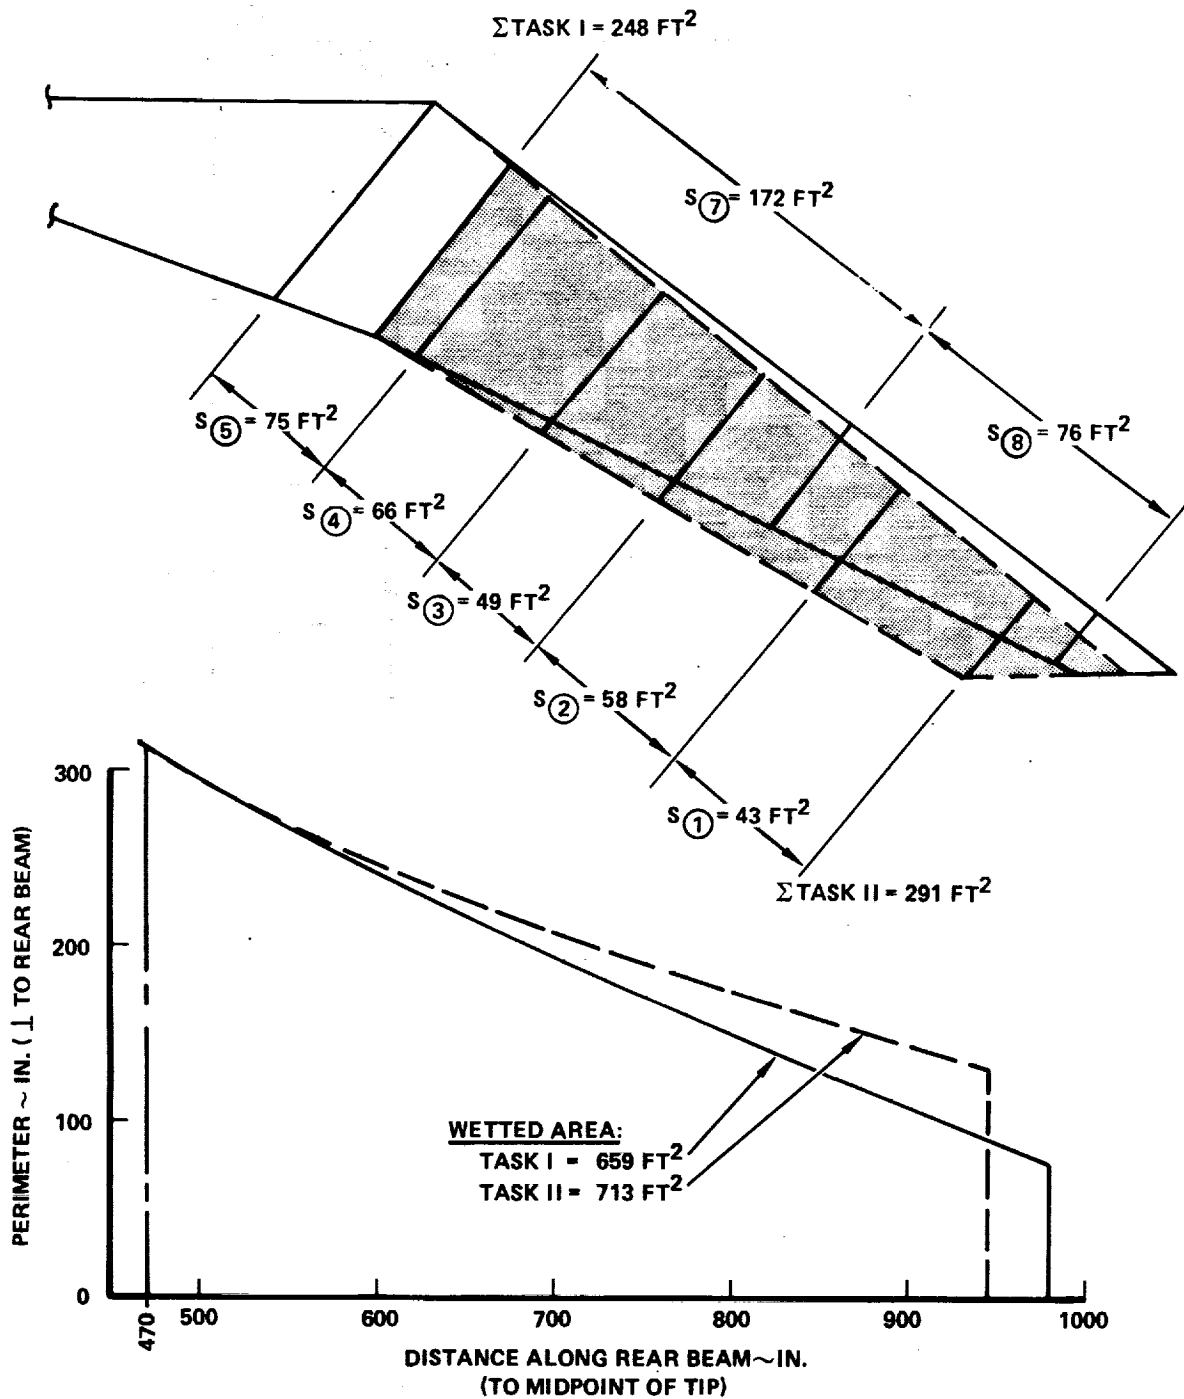 ΣTASK I = 248 FT²
S⑦ = 172 FT²
S⑧ = 76 FT²
S⑤ = 75 FT²
S④ = 66 FT²
S③ = 49 FT²
S② = 58 FT²
S① = 43 FT²
ΣTASK II = 291 FT²
PERIMETER ~ IN. (⊥ TO REAR BEAM)
300
200
100
0
WETTED AREA:
TASK I = 659 FT²
TASK II = 713 FT²
470
500
600
700
800
900
1000
DISTANCE ALONG REAR BEAM~IN.
(TO MIDPOINT OF TIP)